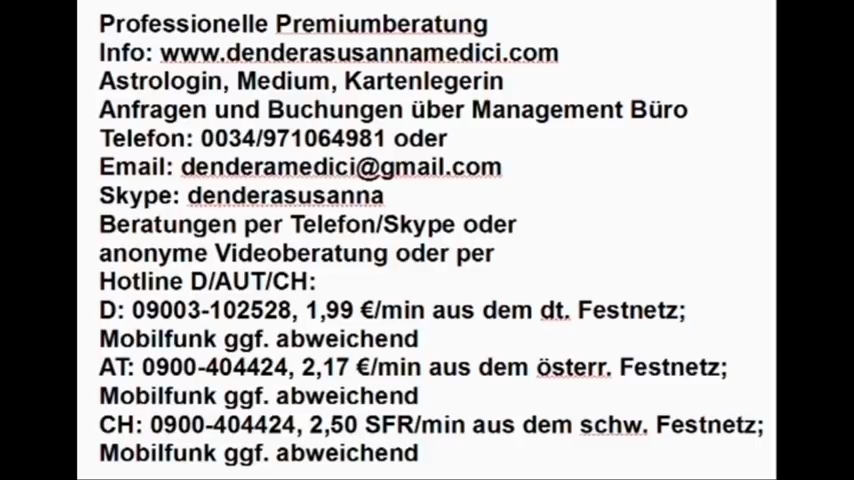 Professionelle Premiumberatung
Info: www.denderasusannamedici.com
Astrologin, Medium, Kartenlegerin
Anfragen und Buchungen über Management Büro
Telefon: 0034/971064981 oder
Email: denderamedici@gmail.com
Skype: denderasusanna
Beratungen per Telefon/Skype oder
anonyme Videoberatung oder per
Hotline D/AUT/CH:
D: 09003-102528, 1,99 €/min aus dem dt. Festnetz;
Mobilfunk ggf. abweichend
AT: 0900-404424, 2,17 €/min aus dem österr. Festnetz;
Mobilfunk ggf. abweichend
CH: 0900-404424, 2,50 SFR/min aus dem schw. Festnetz;
Mobilfunk ggf. abweichend